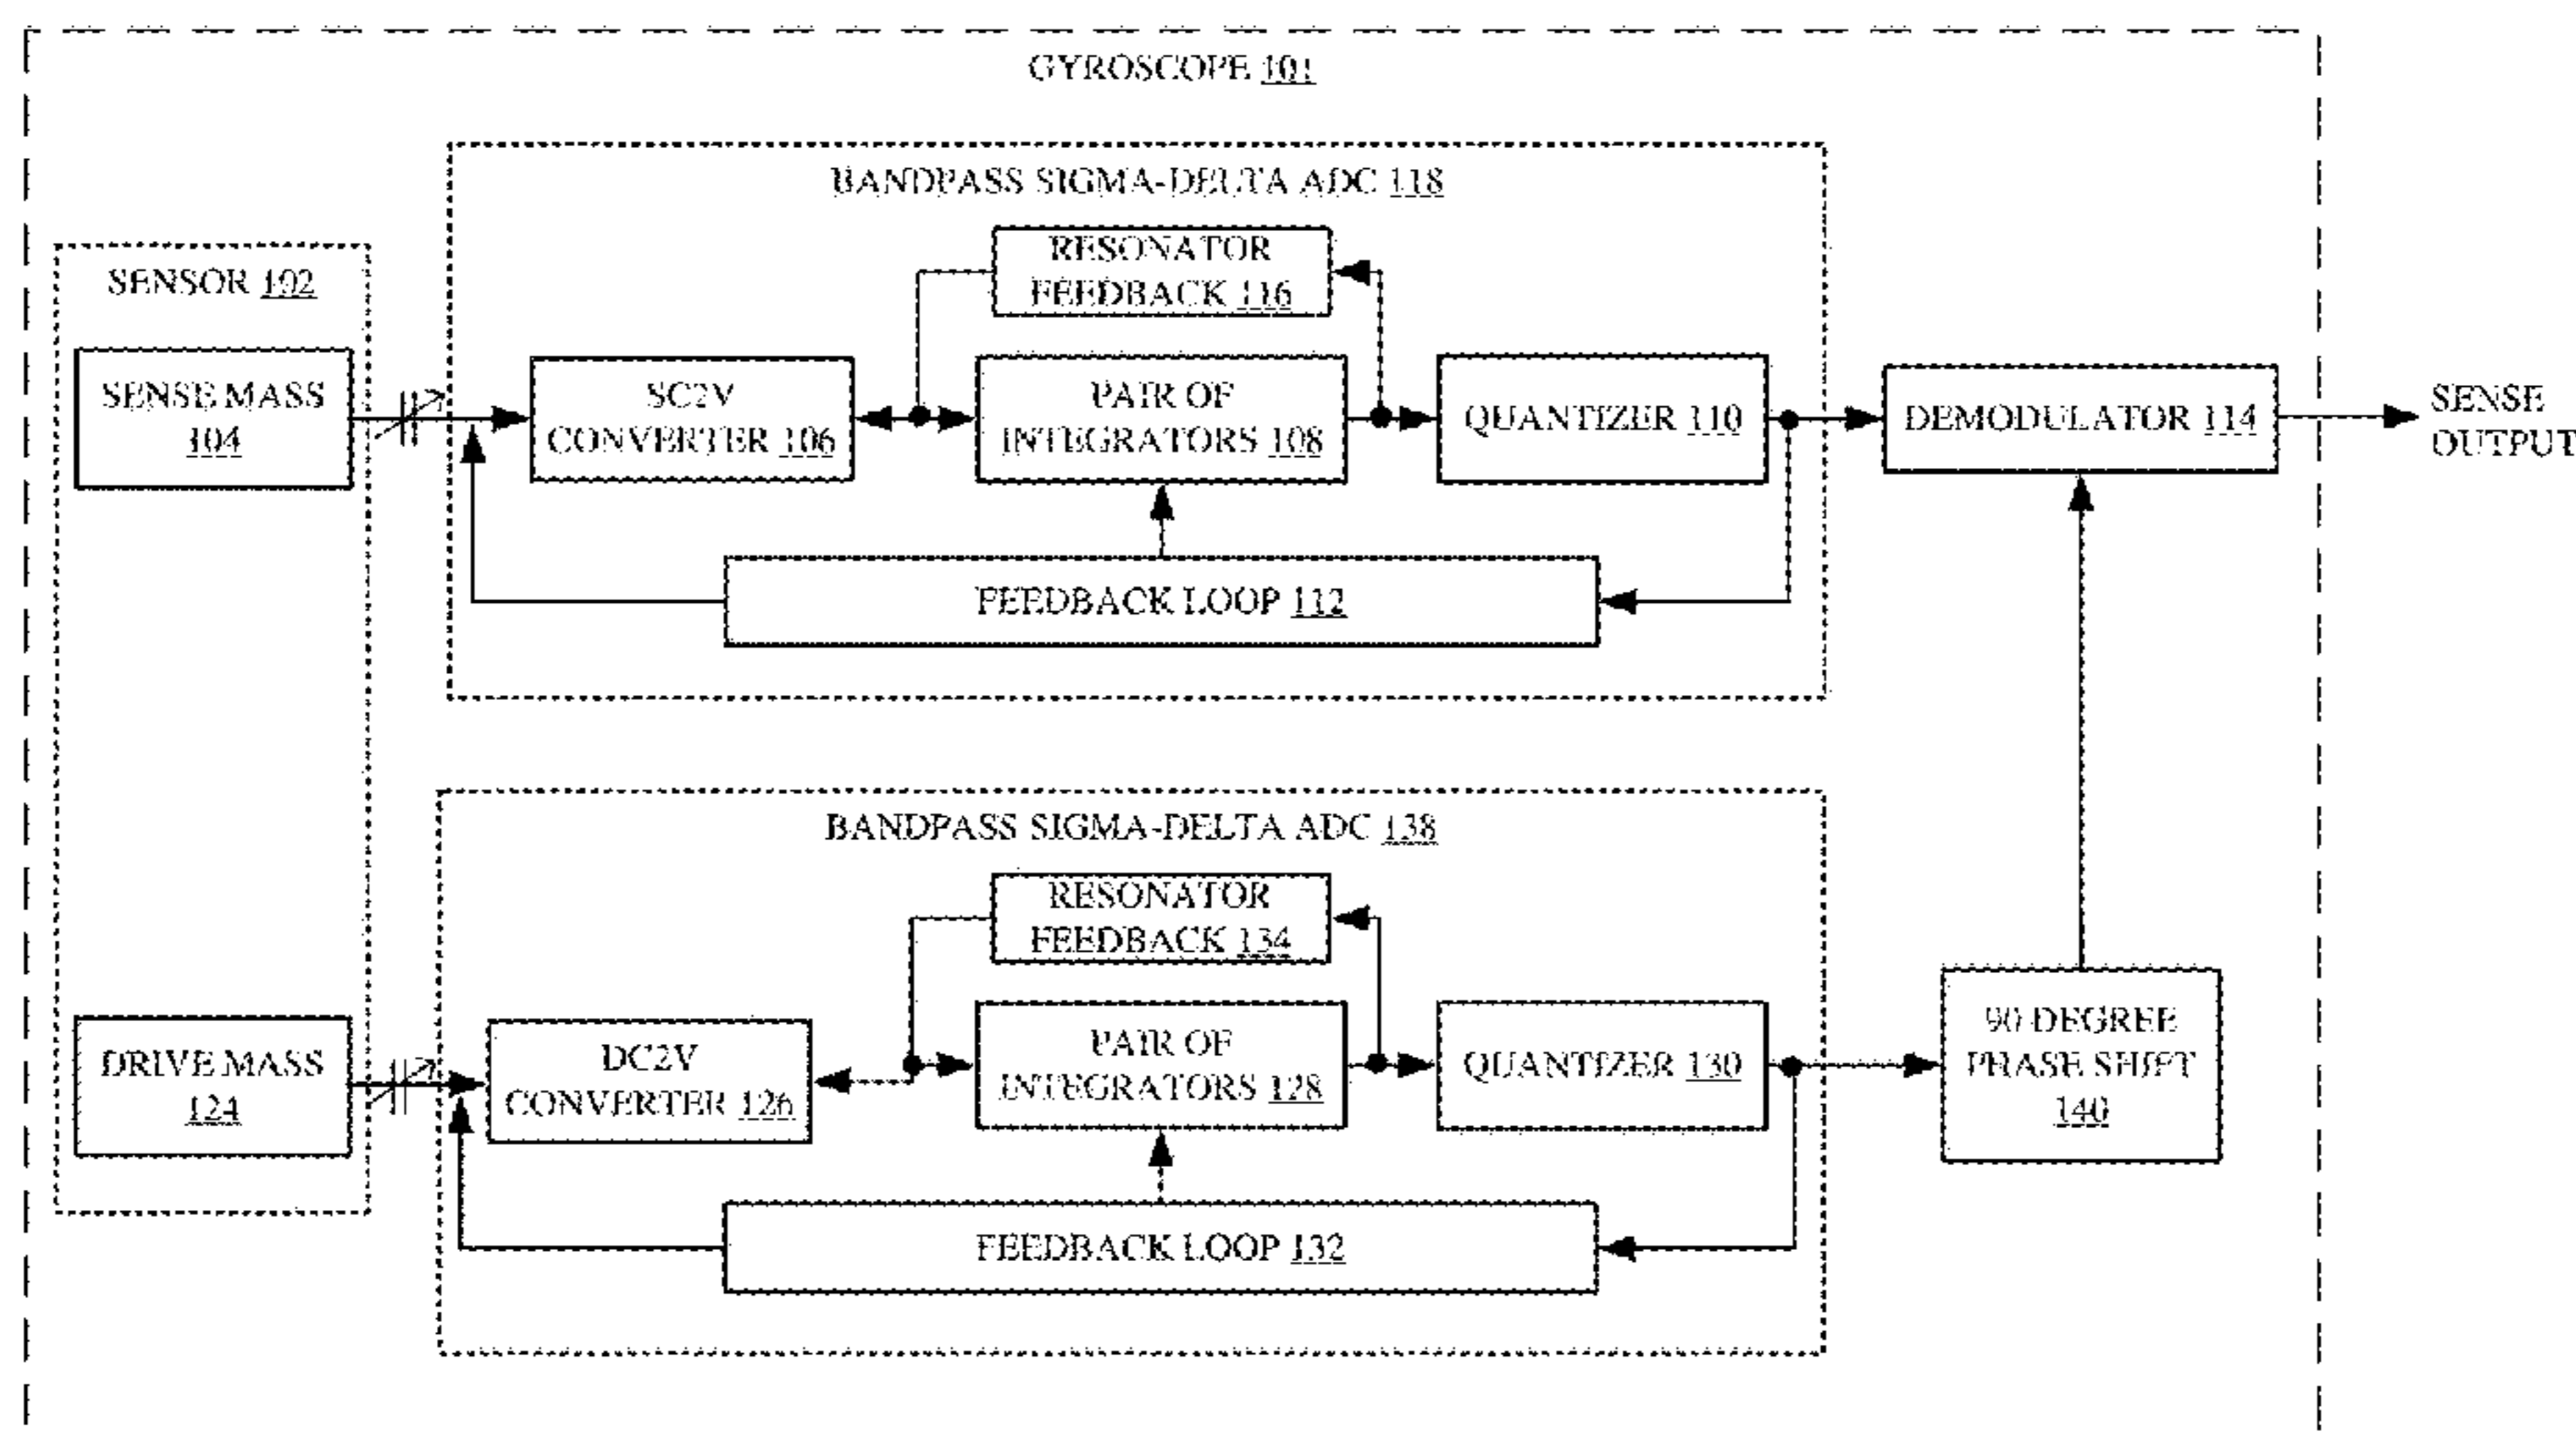 GYROSCOPE 101
BANDPASS SIGMA-DELTA ADC 118
SENSOR 102
RESONATOR
FEEDBACK 116
SENSE MASS
104
SC2V
CONVERTER 106
PAIR OF
INTEGRATORS 108
QUANTIZER 110
DEMODULATOR 114
SENSE
OUTPUT
FEEDBACK LOOP 112
BANDPASS SIGMA-DELTA ADC 138
RESONATOR
FEEDBACK 134
DRIVE MASS
124
DC2V
CONVERTER 126
PAIR OF
INTEGRATORS 128
QUANTIZER 130
90 DEGREE
PHASE SHIFT
140
FEEDBACK LOOP 132